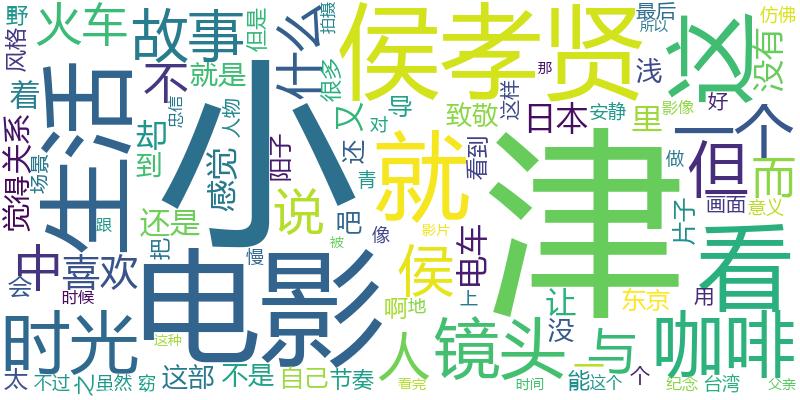 野
火车
故事
但是
什么
拍摄
侯孝贤
这
最后
所以
仿佛
没有
风格
着
生活
不
就是
忠信
人物
很多
又
对
导
致敬
这样
那
安静
浅
影像
好
觉得
关系
场景
却
到
感觉
小
阳子
还
青
就
看到
日本
里
津
做
一个
但
而
画面
意义
跟
还是
把
说
吧
像
被
影片
侯
电车
片子
看
中
喜欢
会
时候
电影
慢
啊
地
上
让
没
东京
用
时光
这种
人
镜头
与
咖啡
太
不过
之
虽然
窃
这部
不是
自己
节奏
看完
时间
一
能
这个
个
纪念
台湾
父亲